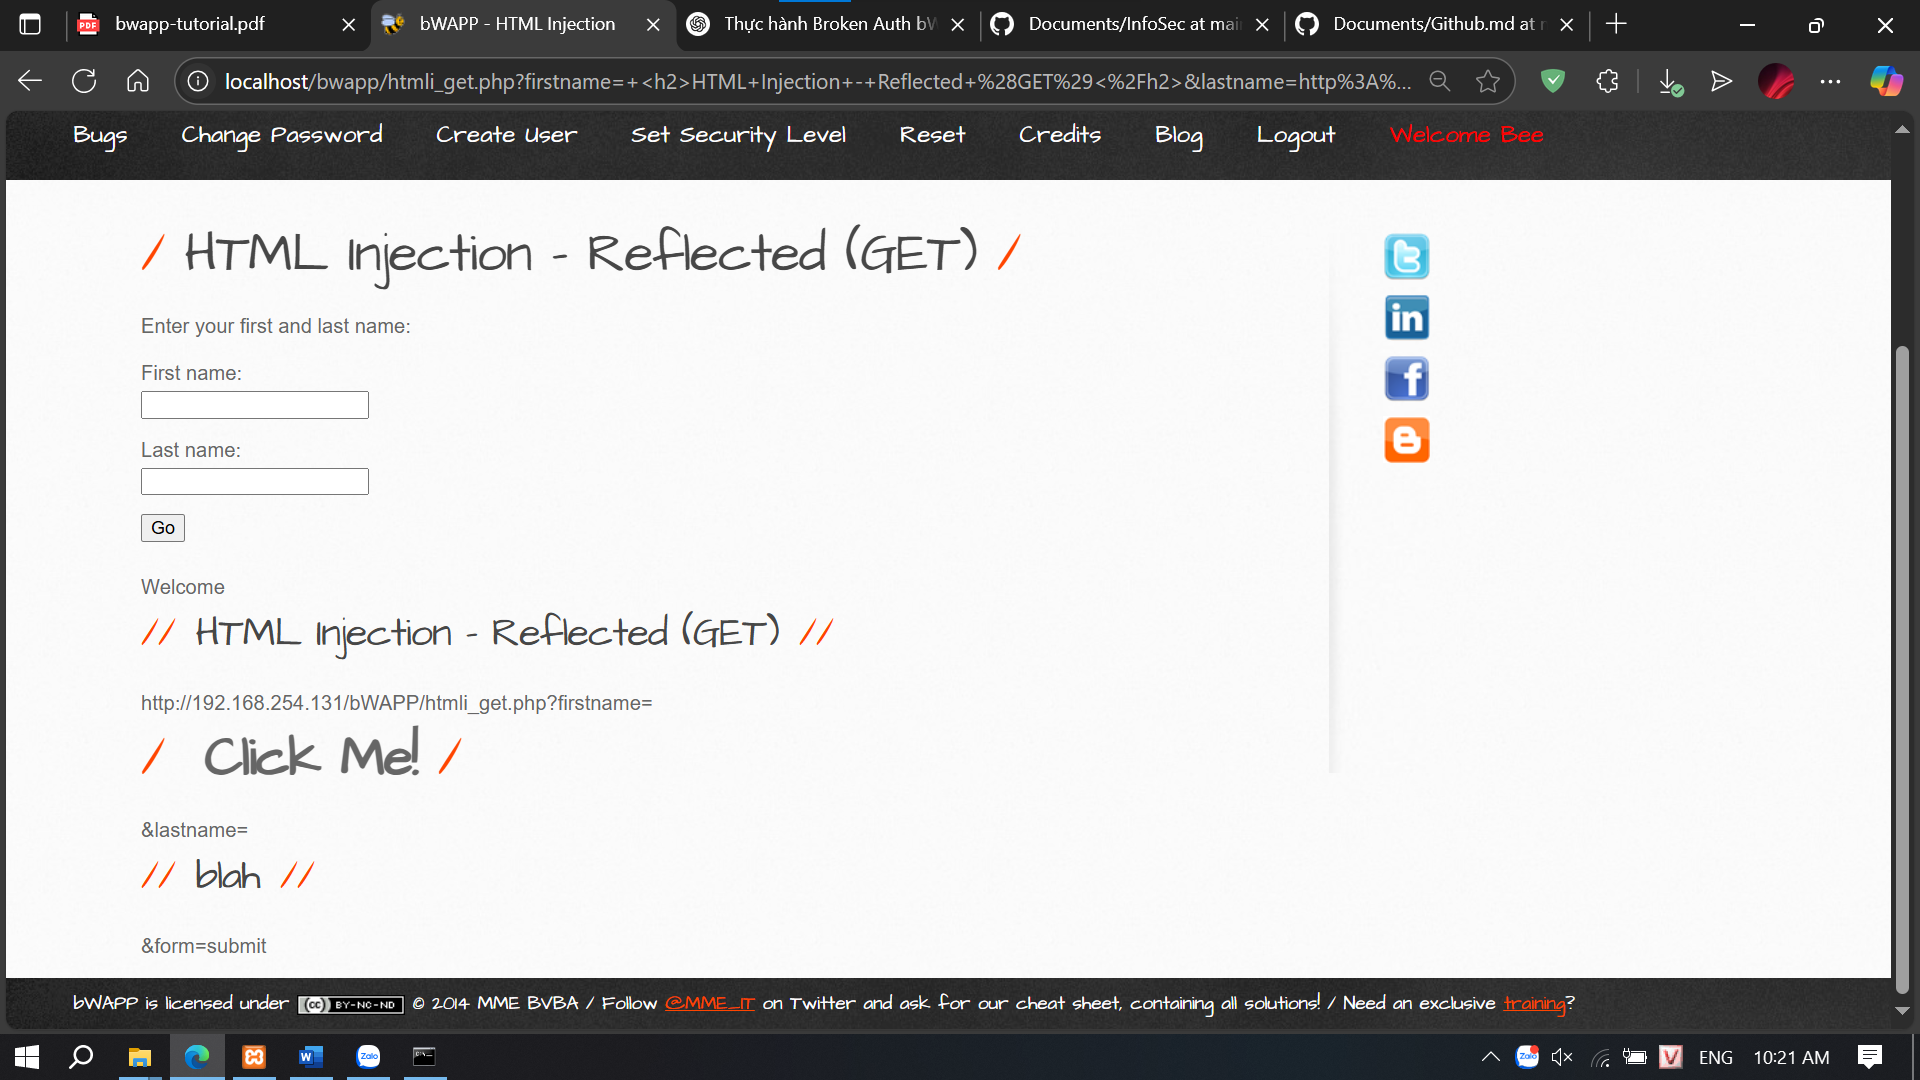 bwapp-tutorial.pdf
bWAPP - HTML Injection
Thực hành Broken Auth bW
Documents/InfoSec at mai
Documents/Github.md at m
localhost/bwapp/htmli_get.php?firstname=+<h2>HTML+Injection+-+Reflected+%28GET%29<%2Fh2>&lastname=http%3A%...
Bugs Change Password Create User Set Security Level Reset Credits Blog Logout Welcome Bee
/ HTML Injection - Reflected (GET) /
Enter your first and last name:
First name:
Last name:
Go
Welcome
// HTML Injection - Reflected (GET) //
http://192.168.254.131/bWAPP/htmli_get.php?firstname=
/ Click Me! /
&lastname=
// blah //
&form=submit
bWAPP is licensed under (cc) BY-NC-ND © 2014 MME BVBA / Follow @MME_IT on Twitter and ask for our cheat sheet, containing all solutions! / Need an exclusive training?
ENG 10:21 AM